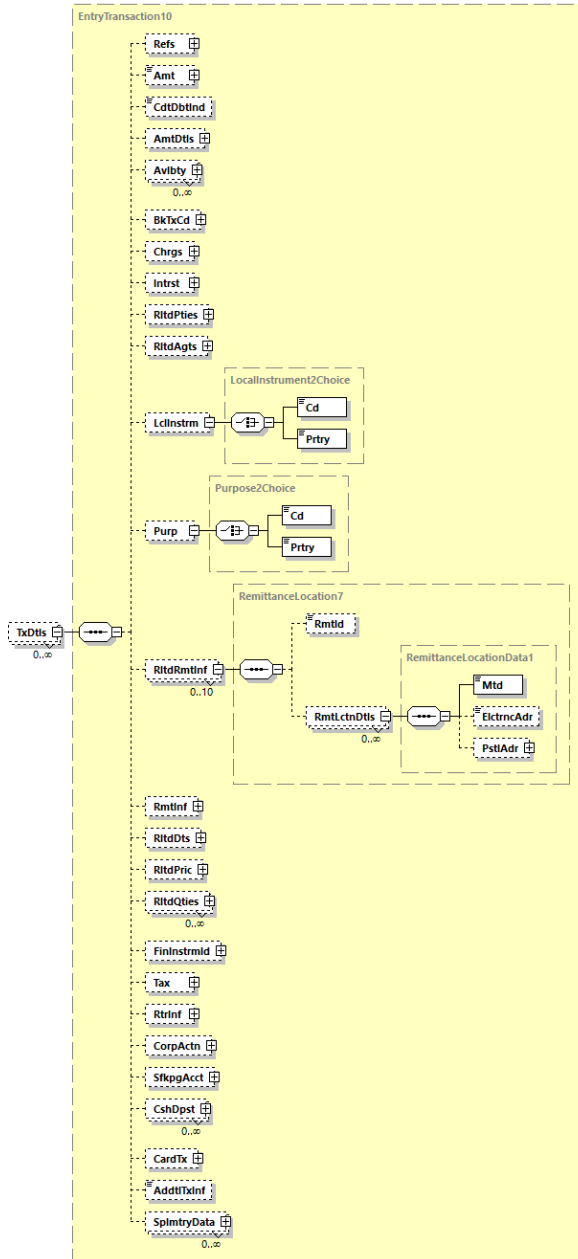 EntryTransaction10
Refs
Amt
CdtDbtInd
AmtDtls
Avlbty
0..∞
BkTxCd
Chrgs
Intrst
RltdPties
RltdAgts
LocalInstrument2Choice
Cd
LclInstrm
Prtry
Purpose2Choice
Cd
Purp
Prtry
RemittanceLocation7
RmtId
TxDtls
0..∞
RltdRmtInf
0..10
RemittanceLocationData1
Mtd
RmtLctnDtls
0..∞
ElctrncAdr
PstlAdr
RmtInf
RltdDts
RltdPric
RltdQties
0..∞
FinInstrmId
Tax
RtrInf
CorpActn
SfkpgAcct
CshDpst
0..∞
CardTx
AddtlTxInf
SplmtryData
0..∞